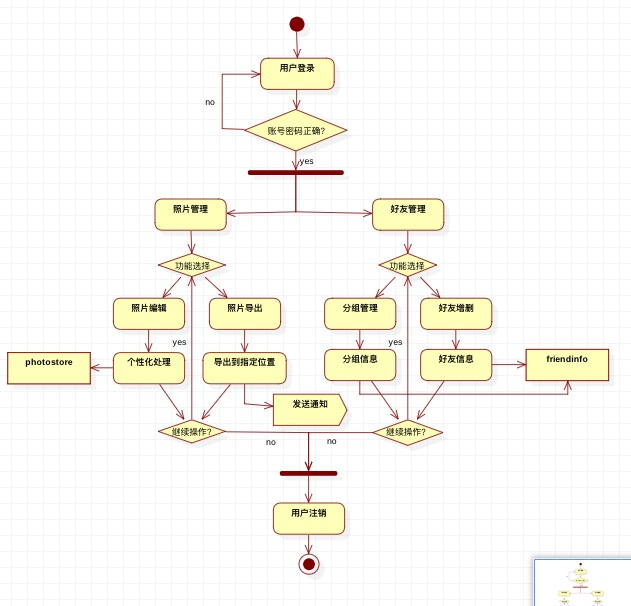 用户登录
no
账号密码正确?
yes
照片管理
好友管理
功能选择
功能选择
照片编辑
照片导出
分组管理
好友增删
yes
yes
photostore
个性化处理
导出到指定位置
分组信息
好友信息
friendinfo
发送通知
继续操作?
继续操作?
no
no
用户注销